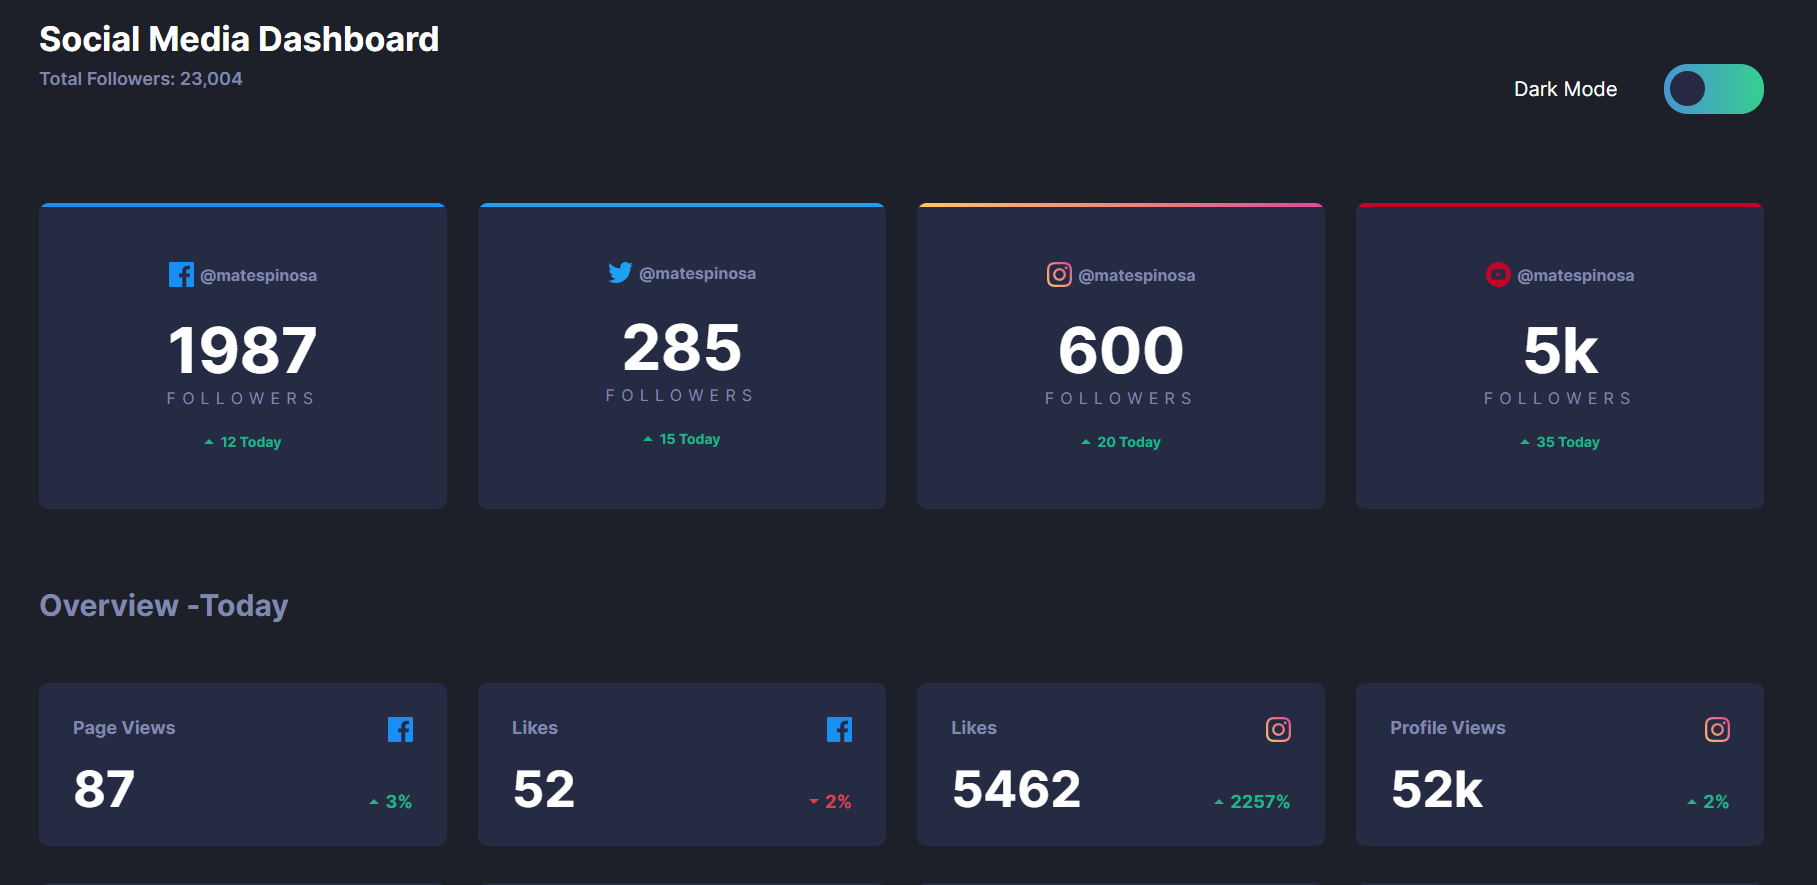 Social Media Dashboard
Total Followers: 23,004
Dark Mode
@matespinosa
1987
FOLLOWERS
12 Today
@matespinosa
285
FOLLOWERS
15 Today
@matespinosa
600
FOLLOWERS
20 Today
@matespinosa
5k
FOLLOWERS
35 Today
Overview -Today
Page Views
87
3%
Likes
52
2%
Likes
5462
2257%
Profile Views
52k
2%